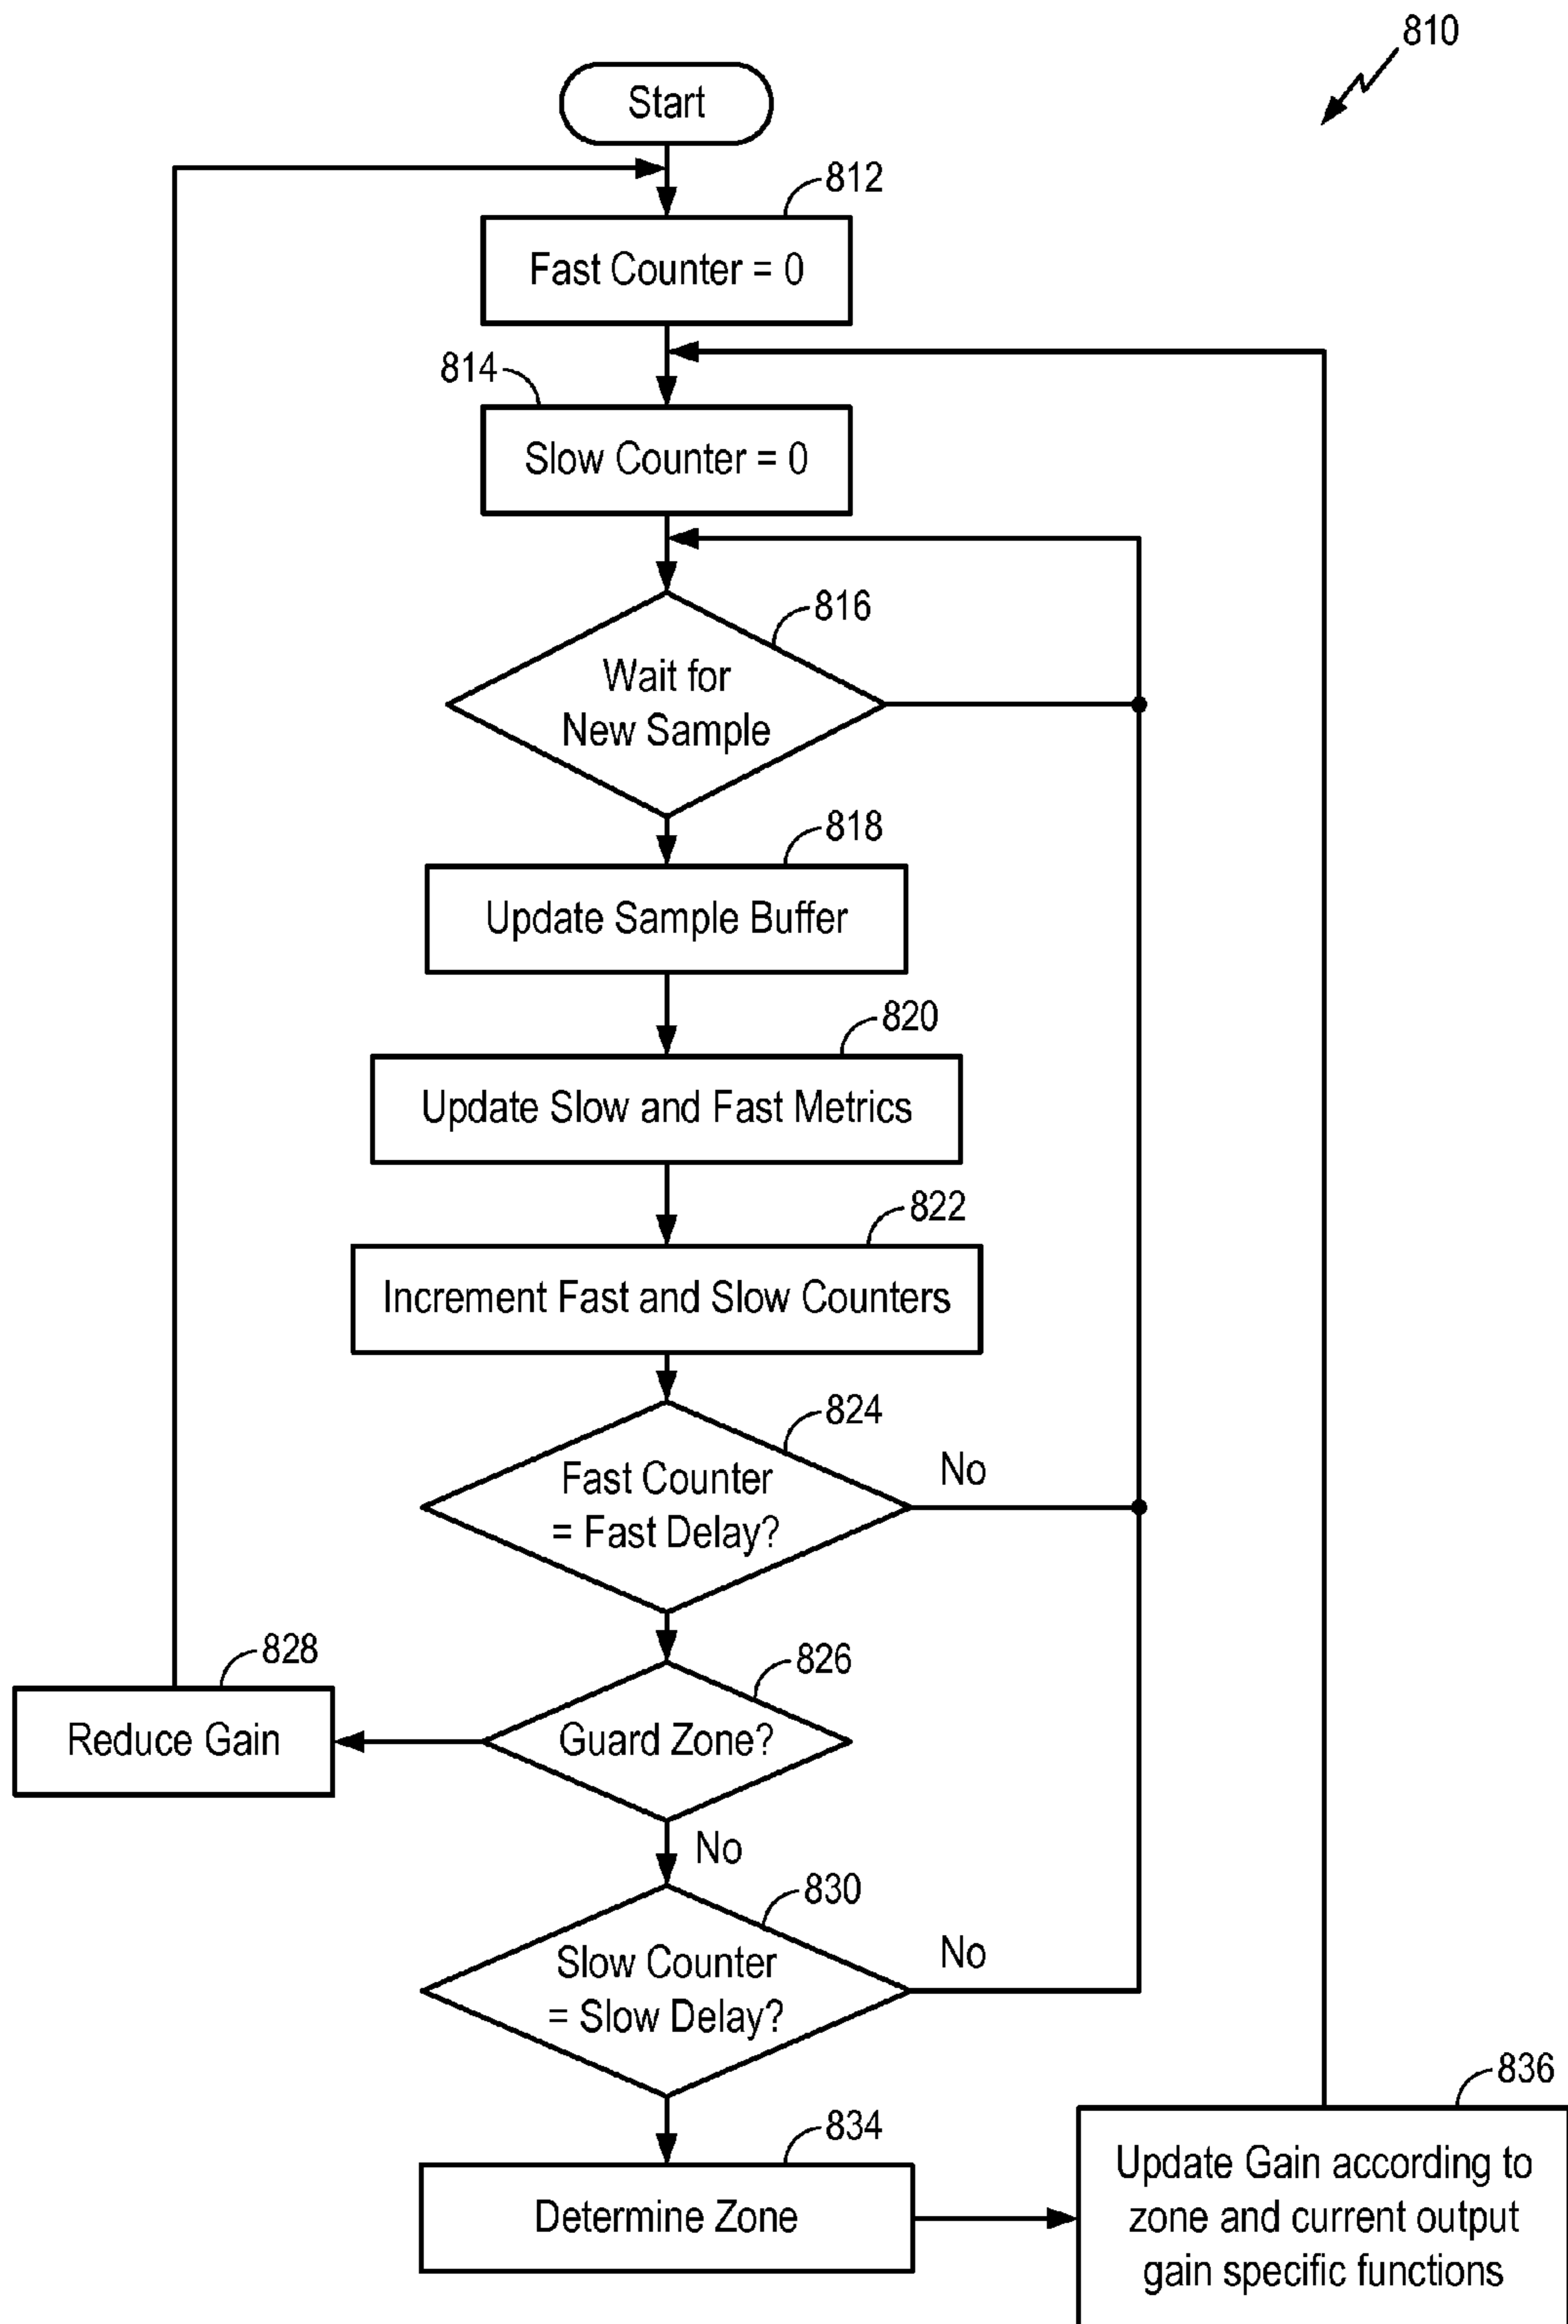 810
Start
812
Fast Counter = 0
814
Slow Counter = 0
816
Wait for
New Sample
818
Update Sample Buffer
820
Update Slow and Fast Metrics
822
Increment Fast and Slow Counters
824
Fast Counter
= Fast Delay?
No
826
Guard Zone?
828
Reduce Gain
No
830
Slow Counter
= Slow Delay?
No
834
Determine Zone
836
Update Gain according to
zone and current output
gain specific functions